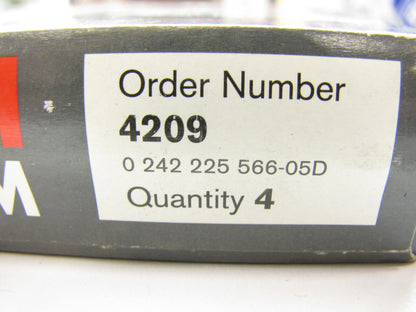 Order Number
4209
0 242 225 566-05D
Quantity 4
M